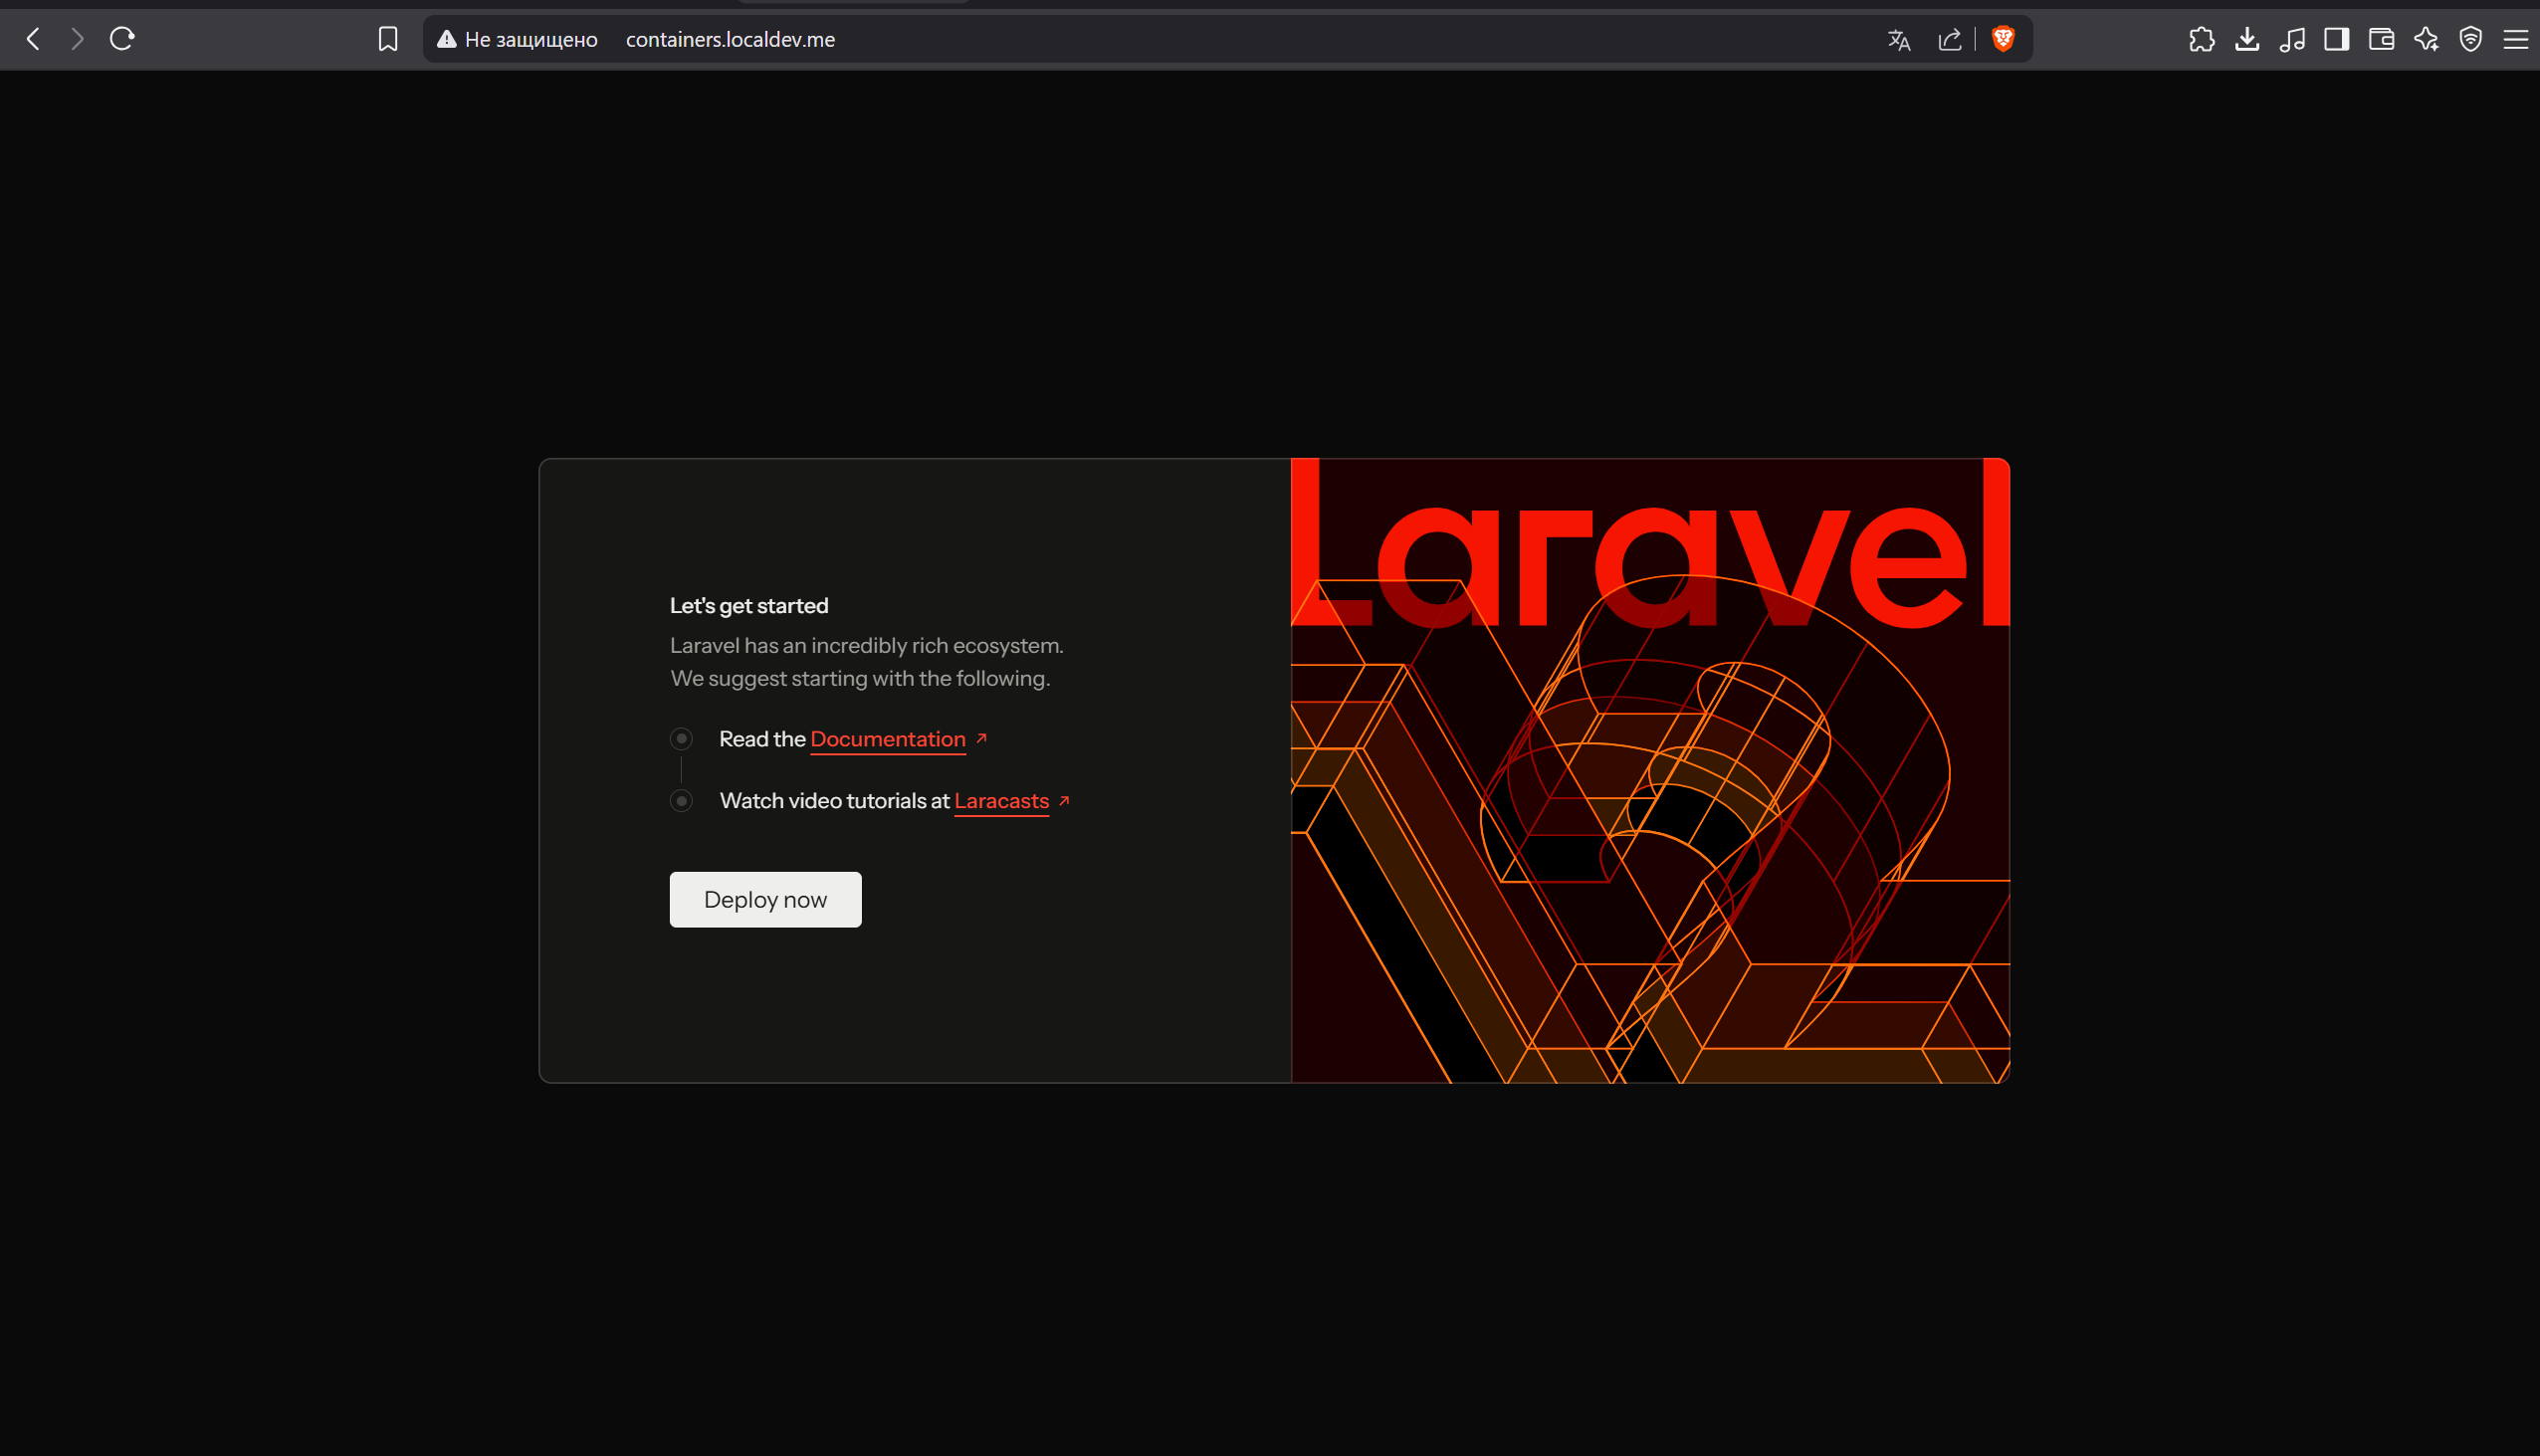 Не защищено containers.localdev.me
Let's get started
Laravel has an incredibly rich ecosystem.
We suggest starting with the following.
Read the Documentation
Watch video tutorials at Laracasts
Deploy now
Laravel